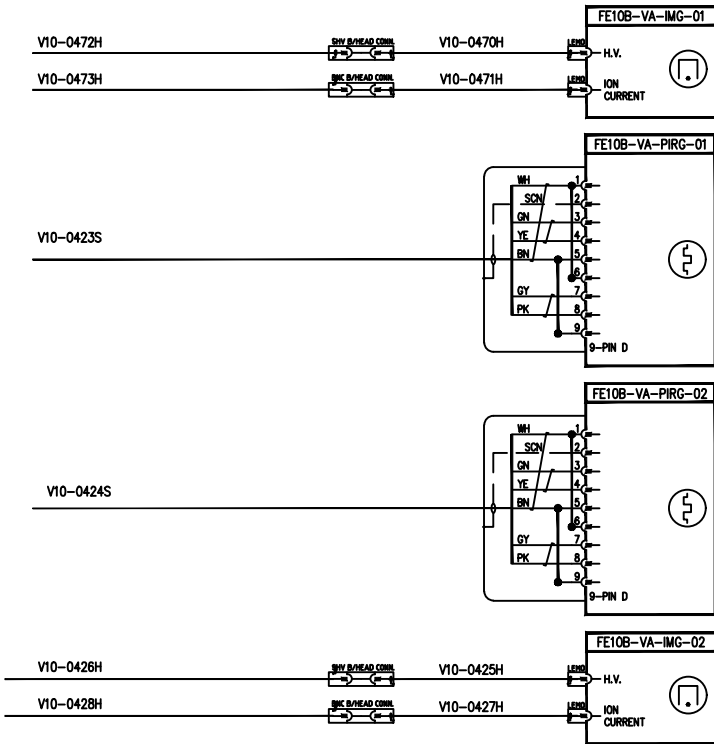 FE10B-VA-IMG-01
V10-0472H SHV B/HEAD CONN. V10-0470H LEMO H.V.
V10-0473H BNC B/HEAD CONN. V10-0471H LEMO ION
CURRENT
FE10B-VA-PIRG-01
WH 1
SCN 2
GN 3
V10-0423S YE 4
BN 5
6
GY 7
PK 8
9
9-PIN D
FE10B-VA-PIRG-02
WH 1
SCN 2
GN 3
V10-0424S YE 4
BN 5
6
GY 7
PK 8
9
9-PIN D
FE10B-VA-IMG-02
V10-0426H SHV B/HEAD CONN. V10-0425H LEMO H.V.
V10-0428H BNC B/HEAD CONN. V10-0427H LEMO ION
CURRENT